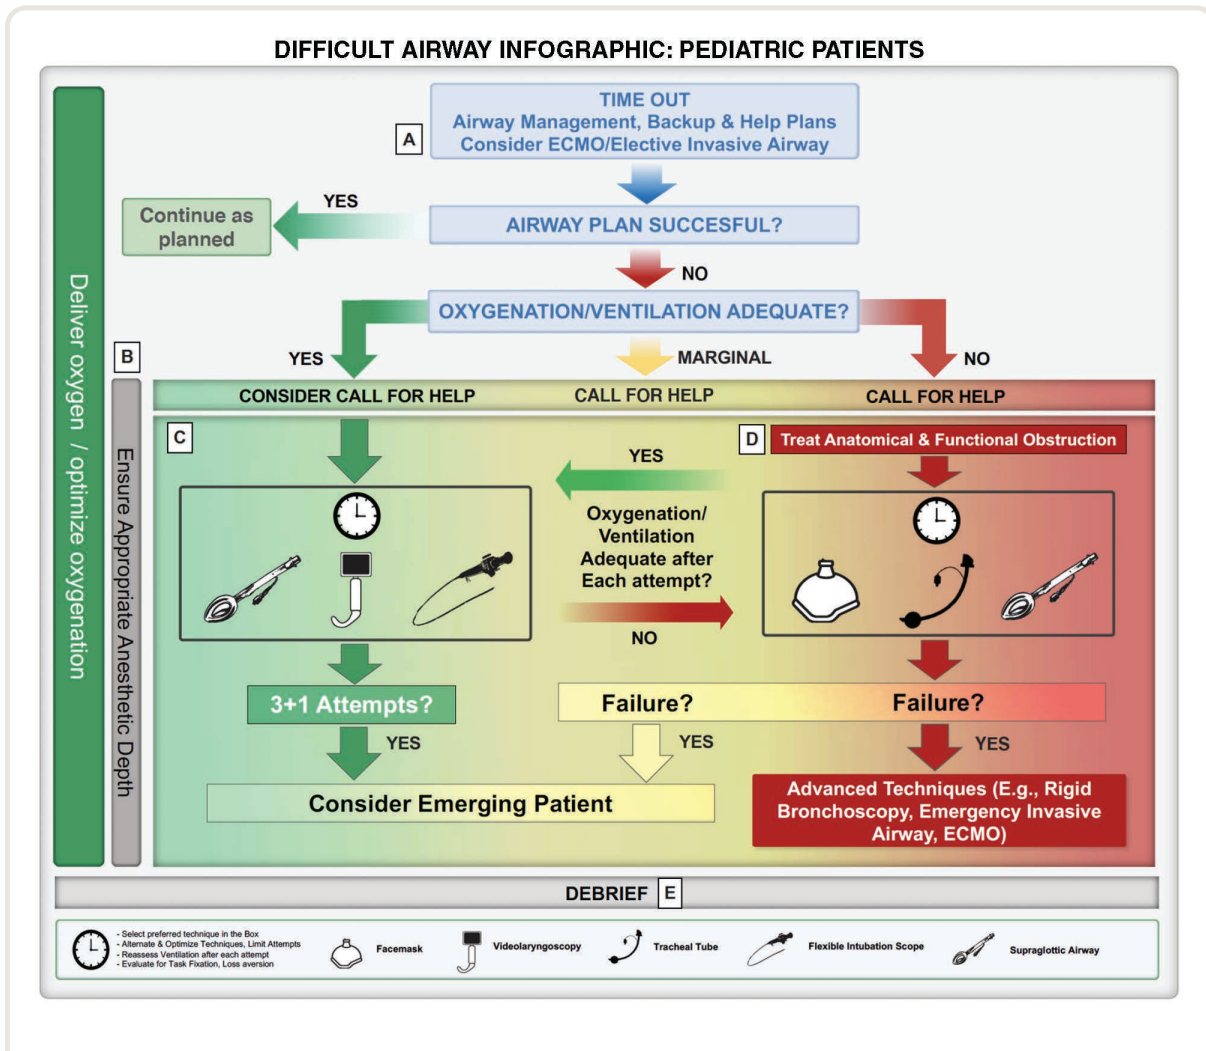 DIFFICULT AIRWAY INFOGRAPHIC: PEDIATRIC PATIENTS
TIME OUT
Airway Management, Backup & Help Plans
Consider ECMO/Elective Invasive Airway
A
YES
Continue as
planned
AIRWAY PLAN SUCCESFUL?
NO
OXYGENATION/VENTILATION ADEQUATE?
YES
MARGINAL
NO
B
Deliver oxygen / optimize oxygenation
Ensure Appropriate Anesthetic Depth
CONSIDER CALL FOR HELP
CALL FOR HELP
CALL FOR HELP
C
D
Treat Anatomical & Functional Obstruction
YES
Oxygenation/
Ventilation
Adequate after
Each attempt?
NO
3+1 Attempts?
Failure?
Failure?
YES
YES
YES
Consider Emerging Patient
Advanced Techniques (E.g., Rigid
Bronchoscopy, Emergency Invasive
Airway, ECMO)
DEBRIEF
E
- Select preferred technique in the Box
- Alternate & Optimize Techniques, Limit Attempts
- Reassess Ventilation after each attempt
- Evaluate for Task Fixation, Loss aversion
Facemask
Videolaryngoscopy
Tracheal Tube
Flexible Intubation Scope
Supraglottic Airway